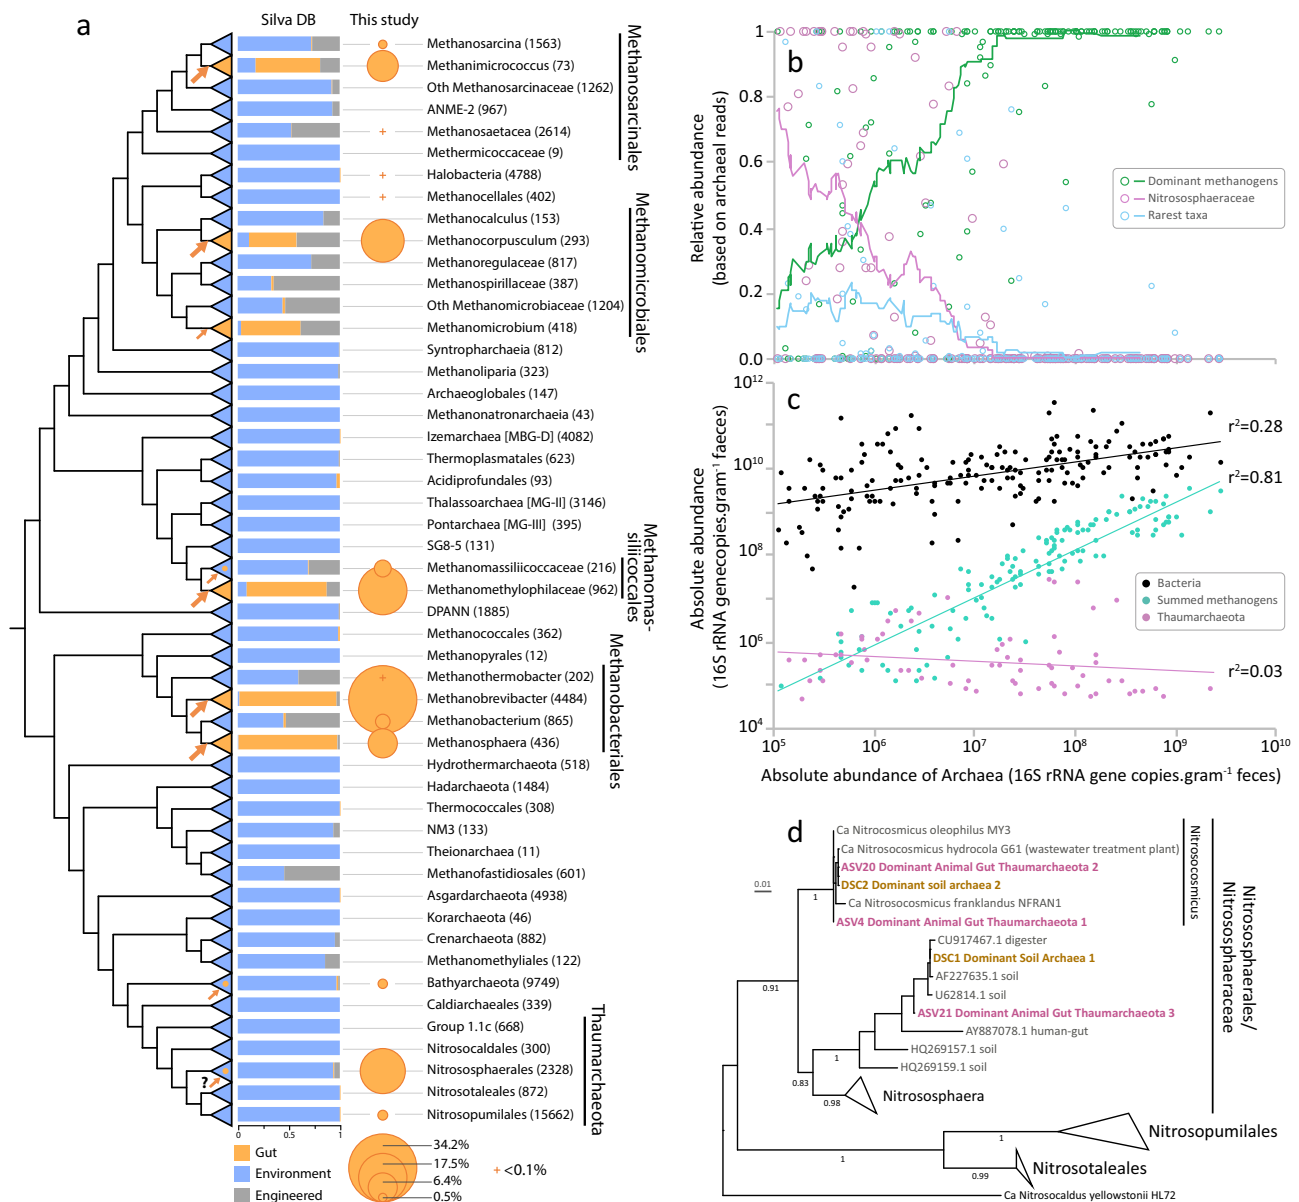 a
Silva DB
This study
Methanosarcina (1563)
Methanimicrococcus (73)
Oth Methanosarcinaceae (1262)
ANME-2 (967)
Methanosaetacea (2614)
Methermicoccaceae (9)
Halobacteria (4788)
Methanocellales (402)
Methanocalculus (153)
Methanocorpusculum (293)
Methanoregulaceae (817)
Methanospirillaceae (387)
Oth Methanomicrobiaceae (1204)
Methanomicrobium (418)
Syntropharchaeia (812)
Methanoliparia (323)
Archaeoglobales (147)
Methanonatronarchaeia (43)
Izemarchaea [MBG-D] (4082)
Thermoplasmatales (623)
Acidiprofundales (93)
Thalassoarchaea [MG-II] (3146)
Pontarchaea [MG-III] (395)
SG8-5 (131)
Methanomassiliicoccaceae (216)
Methanomethylophilaceae (962)
DPANN (1885)
Methanococcales (362)
Methanopyrales (12)
Methanothermobacter (202)
Methanobrevibacter (4484)
Methanobacterium (865)
Methanosphaera (436)
Hydrothermarchaeota (518)
Hadarchaeota (1484)
Thermococcales (308)
NM3 (133)
Theionarchaea (11)
Methanofastidiosales (601)
Asgardarchaeota (4938)
Korarchaeota (46)
Crenarchaeota (882)
Methanomethyliales (122)
Bathyarchaeota (9749)
Caldiarchaeales (339)
Group 1.1c (668)
Nitrosocaldales (300)
Nitrososphaerales (2328)
Nitrosotaleales (872)
Nitrosopumilales (15662)
?
Methanosarcinales
Methanomicrobiales
Methanomas-
siliicoccales
Methanobacteriales
Thaumarchaeota
0 0.5 1
Gut
Environment
Engineered
34.2%
17.5%
6.4%
0.5%
+ <0.1%
b
Relative abundance
(based on archaeal reads)
1
0.8
0.6
0.4
0.2
0.0
Dominant methanogens
Nitrososphaeraceae
Rarest taxa
c
Absolute abundance
(16S rRNA genecopies.gram⁻¹ faeces)
10¹²
10¹⁰
10⁸
10⁶
10⁴
r²=0.28
r²=0.81
r²=0.03
Bacteria
Summed methanogens
Thaumarchaeota
10⁵ 10⁶ 10⁷ 10⁸ 10⁹ 10¹⁰
Absolute abundance of Archaea (16S rRNA gene copies.gram⁻¹ feces)
d
0.01
Ca Nitrocosmicus oleophilus MY3
Ca Nitrosocosmicus hydrocola G61 (wastewater treatment plant)
ASV20 Dominant Animal Gut Thaumarchaeota 2
DSC2 Dominant soil archaea 2
Ca Nitrosocosmicus franklandus NFRAN1
ASV4 Dominant Animal Gut Thaumarchaeota 1
CU917467.1 digester
DSC1 Dominant Soil Archaea 1
AF227635.1 soil
U62814.1 soil
ASV21 Dominant Animal Gut Thaumarchaeota 3
AY887078.1 human-gut
HQ269157.1 soil
HQ269159.1 soil
Nitrososphaera
Nitrosopumilales
Nitrosotaleales
Ca Nitrosocaldus yellowstonii HL72
1
0.91
1
0.83
0.98
1
1
0.99
Nitrosocosmicus
Nitrososphaerales/
Nitrososphaeraceae